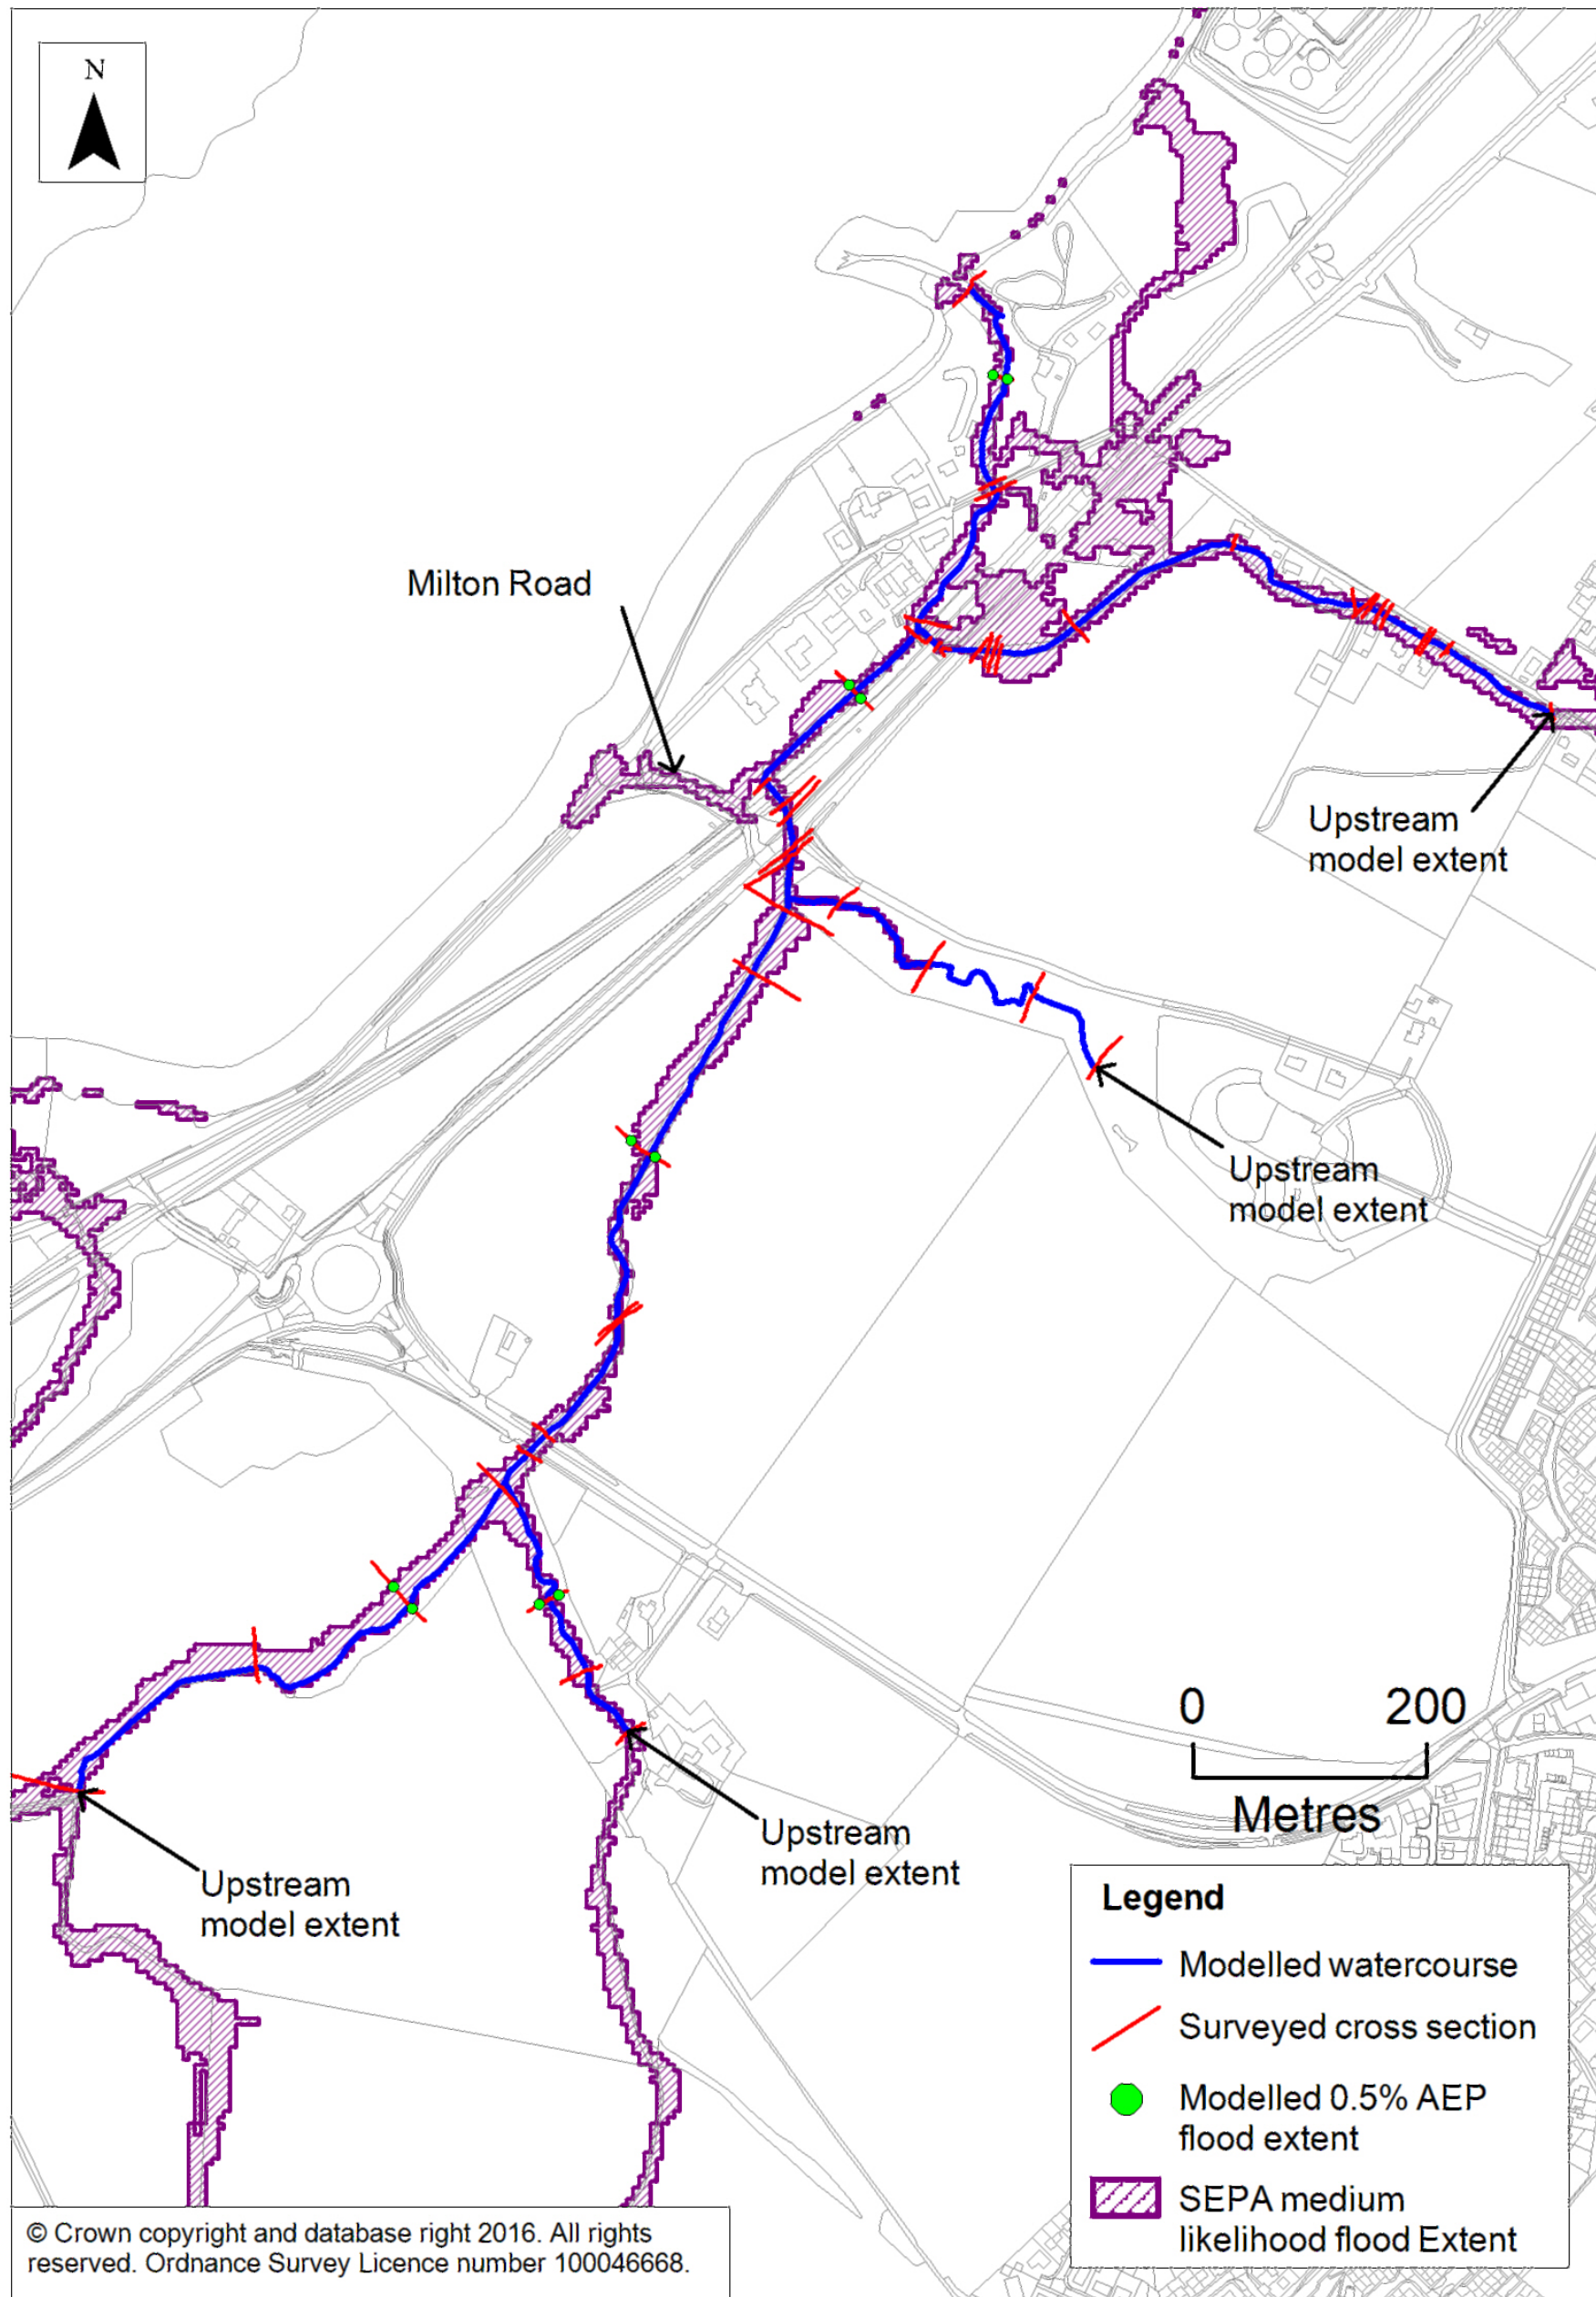 N
Milton Road
Upstream
model extent
Upstream
model extent
0 200
Metres
Upstream
model extent
Upstream
model extent
Legend
Modelled watercourse
Surveyed cross section
Modelled 0.5% AEP
flood extent
SEPA medium
likelihood flood Extent
© Crown copyright and database right 2016. All rights
reserved. Ordnance Survey Licence number 100046668.